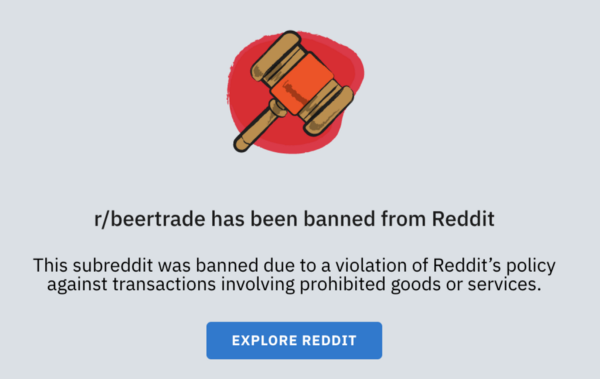 r/beertrade has been banned from Reddit
This subreddit was banned due to a violation of Reddit’s policy
against transactions involving prohibited goods or services.
EXPLORE REDDIT